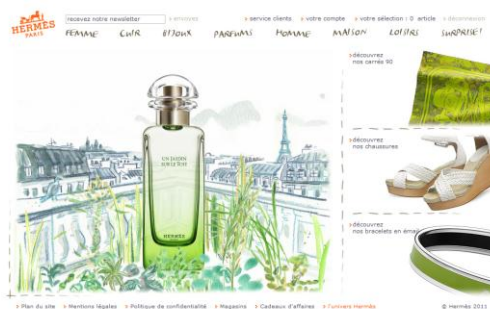 HERMES
PARIS
recevez notre newsletter
> envoyez
> service clients > votre compte > votre sélection : 0 article > déconnexion
FEMME CUIR BIJOUX PARFUMS HOMME MAISON LOISIRS SURPRISE!
> découvrez
nos carrés 90
UN JARDIN
SUR LE TOIT
HERMÈS
> découvrez
nos chaussures
> découvrez
nos bracelets en émail
> Plan du site > Mentions légales > Politique de confidentialité > Magasins > Cadeaux d'affaires > l'univers Hermès
© Hermès 2011